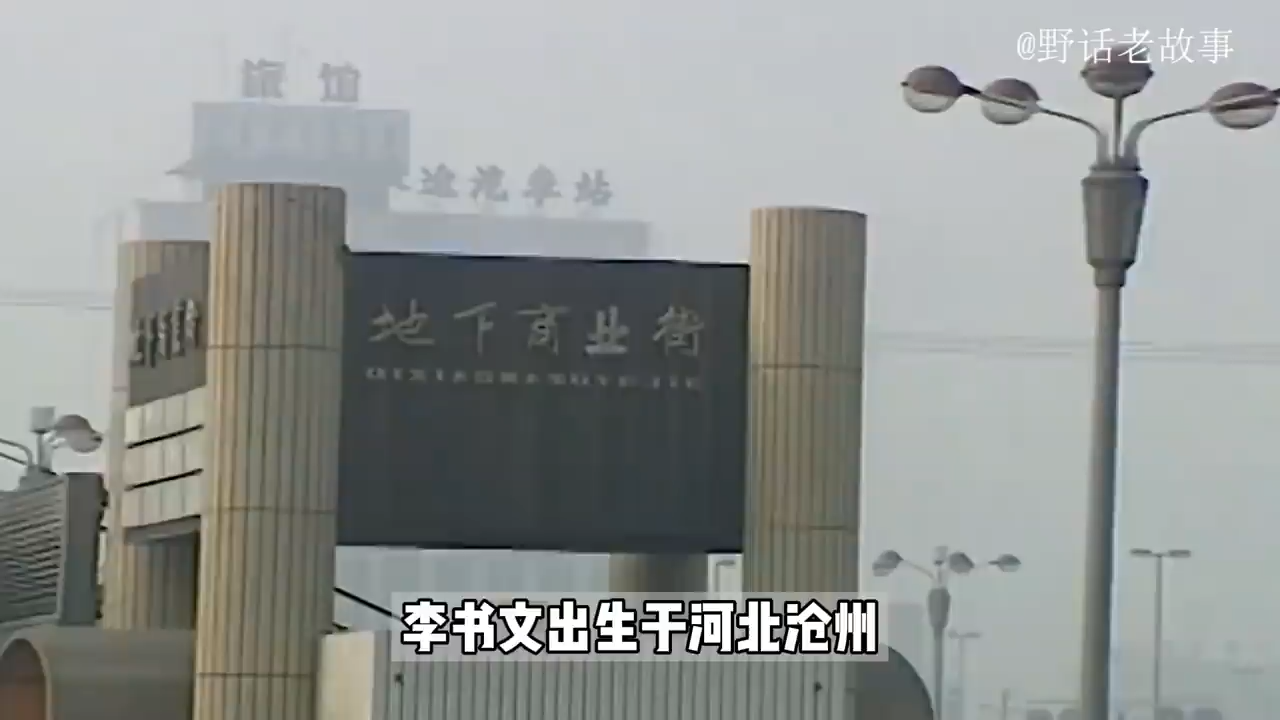 @野话老故事
旅馆
途汽车站
地下商业街
李书文出生于河北沧州